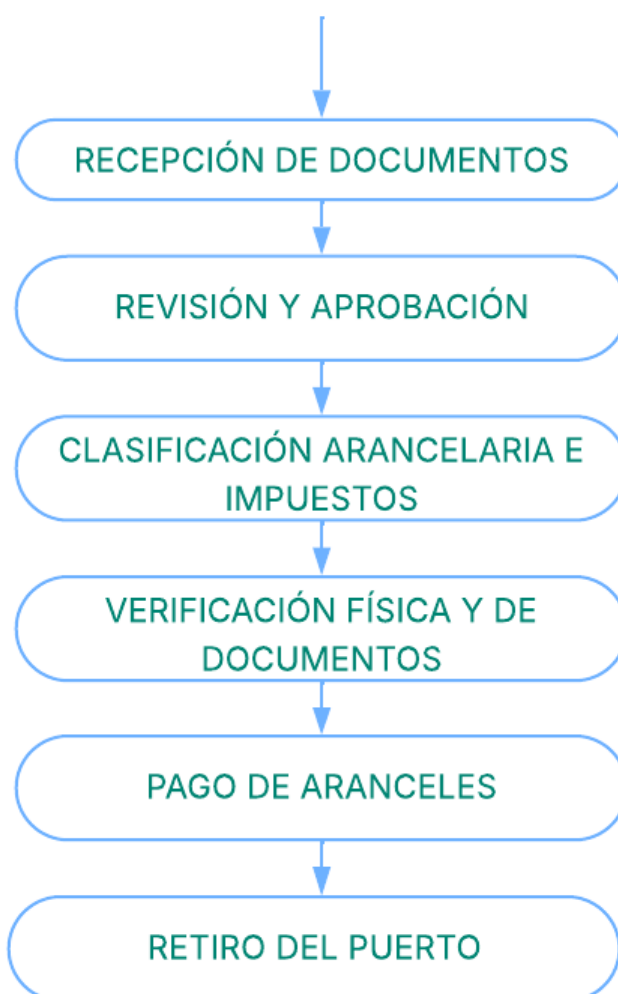 RECEPCIÓN DE DOCUMENTOS
REVISIÓN Y APROBACIÓN
CLASIFICACIÓN ARANCELARIA E
IMPUESTOS
VERIFICACIÓN FÍSICA Y DE
DOCUMENTOS
PAGO DE ARANCELES
RETIRO DEL PUERTO